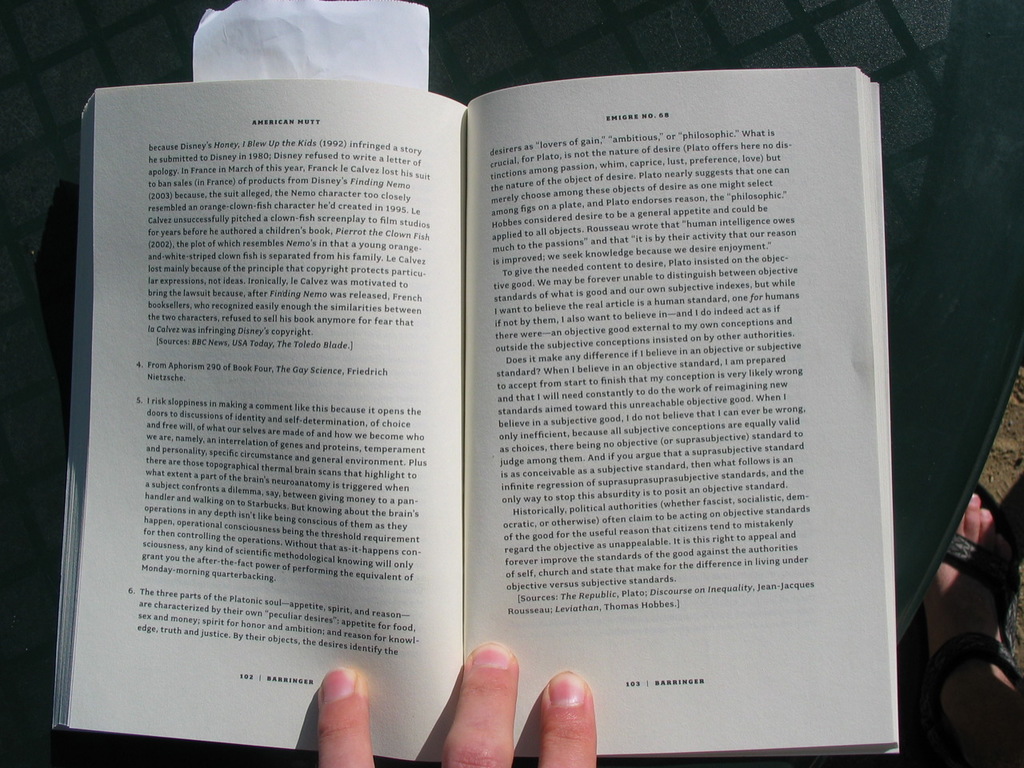 AMERICAN MUTT
because Disney's Honey, I Blew Up the Kids (1992) infringed a story
he submitted to Disney in 1980; Disney refused to write a letter of
apology. In France in March of this year, Franck le Calvez lost his suit
to ban sales (in France) of products from Disney's Finding Nemo
(2003) because, the suit alleged, the Nemo character too closely
resembled an orange-clown-fish character he'd created in 1995. Le
Calvez unsuccessfully pitched a clown-fish screenplay to film studios
for years before he authored a children's book, Pierrot the Clown Fish
(2002), the plot of which resembles Nemo's in that a young orange-
and-white-striped clown fish is separated from his family. Le Calvez
lost mainly because of the principle that copyright protects particu-
lar expressions, not ideas. Ironically, le Calvez was motivated to
bring the lawsuit because, after Finding Nemo was released, French
booksellers, who recognized easily enough the similarities between
the two characters, refused to sell his book anymore for fear that
la Calvez was infringing Disney's copyright.
[Sources: BBC News, USA Today, The Toledo Blade.]
4. From Aphorism 290 of Book Four, The Gay Science, Friedrich
Nietzsche.
5. I risk sloppiness in making a comment like this because it opens the
doors to discussions of identity and self-determination, of choice
and free will, of what our selves are made of and how we become who
we are, namely, an interrelation of genes and proteins, temperament
and personality, specific circumstance and general environment. Plus
there are those topographical thermal brain scans that highlight to
what extent a part of the brain's neuroanatomy is triggered when
a subject confronts a dilemma, say, between giving money to a pan-
handler and walking on to Starbucks. But knowing about the brain's
operations in any depth isn't like being conscious of them as they
happen, operational consciousness being the threshold requirement
for then controlling the operations. Without that as-it-happens con-
sciousness, any kind of scientific methodological knowing will only
grant you the after-the-fact power of performing the equivalent of
Monday-morning quarterbacking.
6. The three parts of the Platonic soul—appetite, spirit, and reason—
are characterized by their own "peculiar desires": appetite for food,
sex and money; spirit for honor and ambition; and reason for knowl-
edge, truth and justice. By their objects, the desires identify the
102 | BARRINGER
EMIGRE NO. 68
desirers as "lovers of gain," "ambitious," or "philosophic." What is
crucial, for Plato, is not the nature of desire (Plato offers here no dis-
tinctions among passion, whim, caprice, lust, preference, love) but
the nature of the object of desire. Plato nearly suggests that one can
merely choose among these objects of desire as one might select
among figs on a plate, and Plato endorses reason, the "philosophic."
Hobbes considered desire to be a general appetite and could be
applied to all objects. Rousseau wrote that "human intelligence owes
much to the passions" and that "it is by their activity that our reason
is improved; we seek knowledge because we desire enjoyment."
To give the needed content to desire, Plato insisted on the objec-
tive good. We may be forever unable to distinguish between objective
standards of what is good and our own subjective indexes, but while
I want to believe the real article is a human standard, one for humans
if not by them, I also want to believe in—and I do indeed act as if
there were—an objective good external to my own conceptions and
outside the subjective conceptions insisted on by other authorities.
Does it make any difference if I believe in an objective or subjective
standard? When I believe in an objective standard, I am prepared
to accept from start to finish that my conception is very likely wrong
and that I will need constantly to do the work of reimagining new
standards aimed toward this unreachable objective good. When I
believe in a subjective good, I do not believe that I can ever be wrong,
only inefficient, because all subjective conceptions are equally valid
as choices, there being no objective (or suprasubjective) standard to
judge among them. And if you argue that a suprasubjective standard
is as conceivable as a subjective standard, then what follows is an
infinite regression of suprasuprasuprasubjective standards, and the
only way to stop this absurdity is to posit an objective standard.
Historically, political authorities (whether fascist, socialistic, dem-
ocratic, or otherwise) often claim to be acting on objective standards
of the good for the useful reason that citizens tend to mistakenly
regard the objective as unappealable. It is this right to appeal and
forever improve the standards of the good against the authorities
of self, church and state that make for the difference in living under
objective versus subjective standards.
[Sources: The Republic, Plato; Discourse on Inequality, Jean-Jacques
Rousseau; Leviathan, Thomas Hobbes.]
103 | BARRINGER